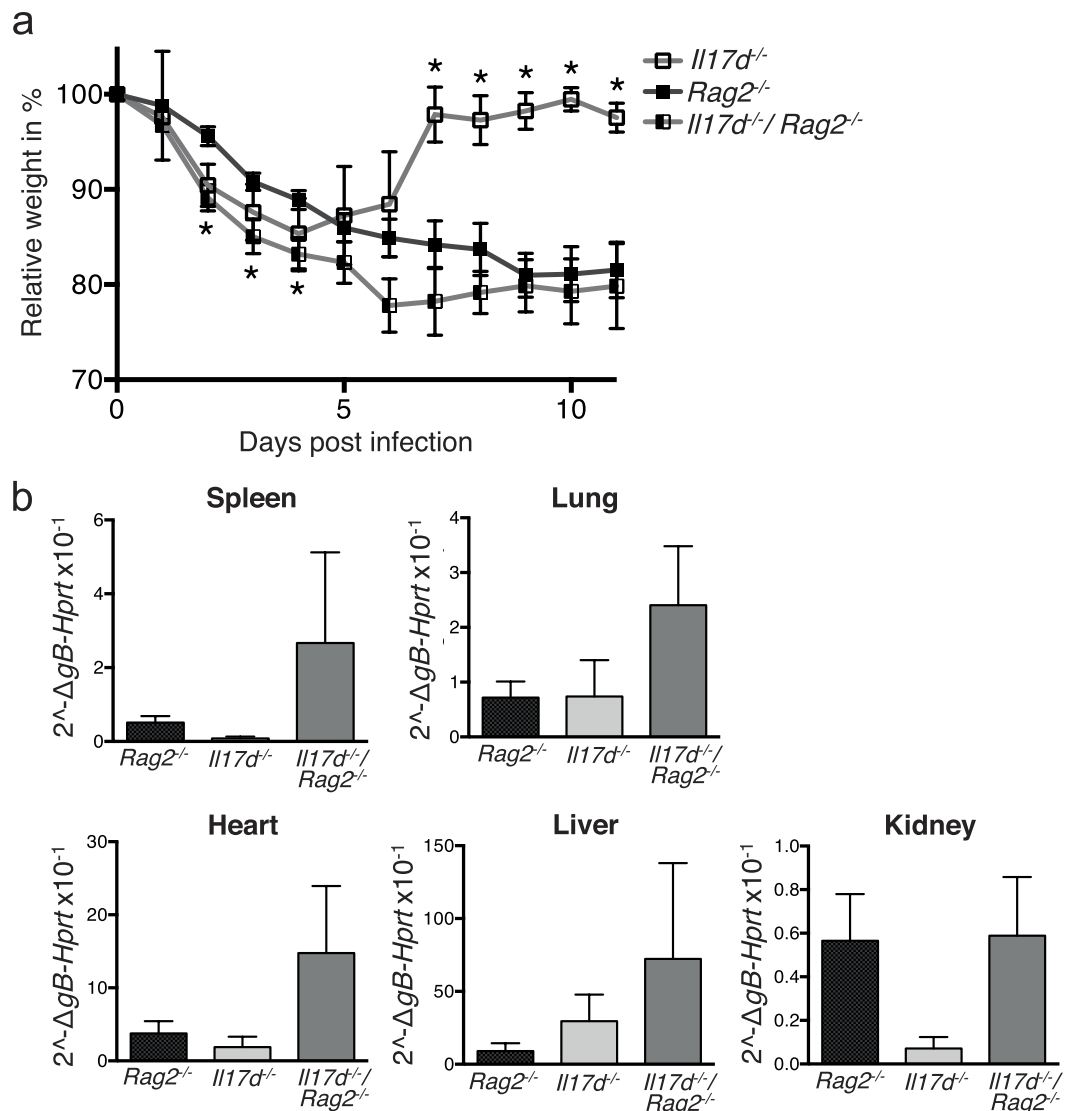 a
Relative weight in %
100
90
80
70
0
5
10
Days post infection
* * * * *
* * *
Il17d-/-
Rag2-/-
Il17d-/-/ Rag2-/-
b
Spleen
2^-ΔgB-Hprt x10-1
6
4
2
0
Rag2-/-
Il17d-/-
Il17d-/-/
Rag2-/-
Lung
2^-ΔgB-Hprt x10-1
4
3
2
1
0
Rag2-/-
Il17d-/-
Il17d-/-/
Rag2-/-
Heart
2^-ΔgB-Hprt x10-1
30
20
10
0
Rag2-/-
Il17d-/-
Il17d-/-/
Rag2-/-
Liver
2^-ΔgB-Hprt x10-1
150
100
50
0
Rag2-/-
Il17d-/-
Il17d-/-/
Rag2-/-
Kidney
2^-ΔgB-Hprt x10-1
1.0
0.8
0.6
0.4
0.2
0.0
Rag2-/-
Il17d-/-
Il17d-/-/
Rag2-/-